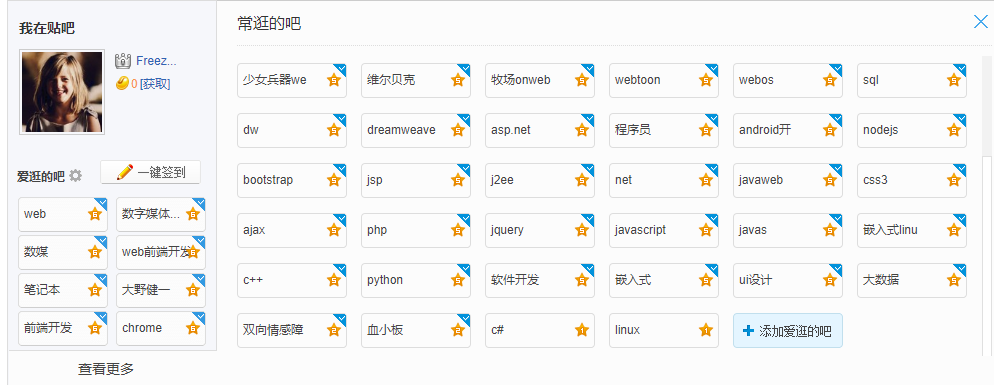 我在贴吧
Freez...
0 [获取]
爱逛的吧
一键签到
web
数字媒体...
数媒
web前端开发
笔记本
大野健一
前端开发
chrome
查看更多
常逛的吧
少女兵器we
维尔贝克
牧场onweb
webtoon
webos
sql
dw
dreamweave
asp.net
程序员
android开
nodejs
bootstrap
jsp
j2ee
net
javaweb
css3
ajax
php
jquery
javascript
javas
嵌入式linu
c++
python
软件开发
嵌入式
ui设计
大数据
双向情感障
血小板
c#
linux
添加爱逛的吧